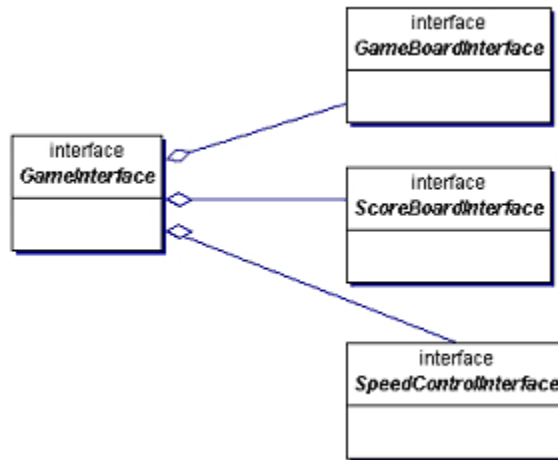 interface
GameBoardInterface
interface
GameInterface
interface
ScoreBoardInterface
interface
SpeedControlInterface